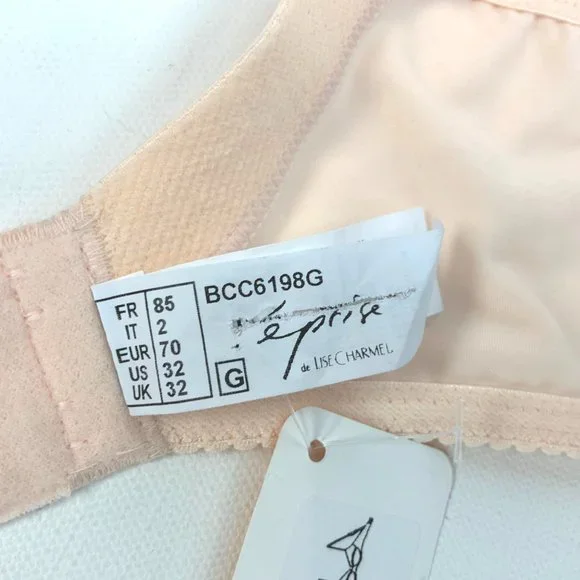 FR 85
IT 2
EUR 70
US 32
UK 32
BCC6198G
éprise
de LISE CHARMEL
G